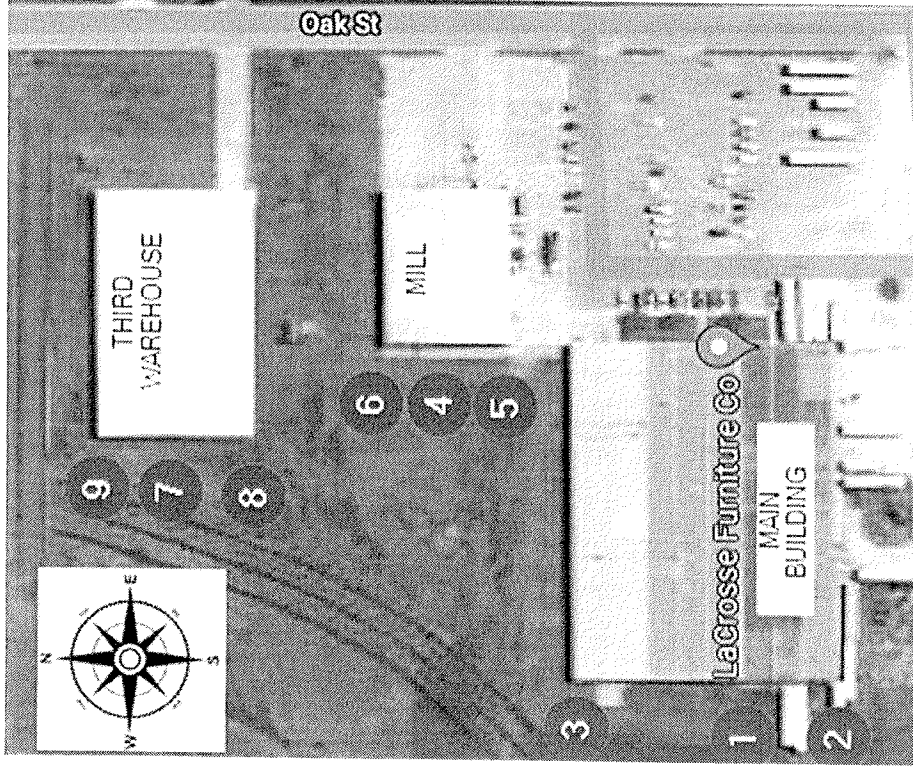 Oak St
THIRD
WAREHOUSE
MILL
6
4
5
9
7
8
N
E
S
W
LaCrosse Furniture Co
MAIN
BUILDING
3
1
2